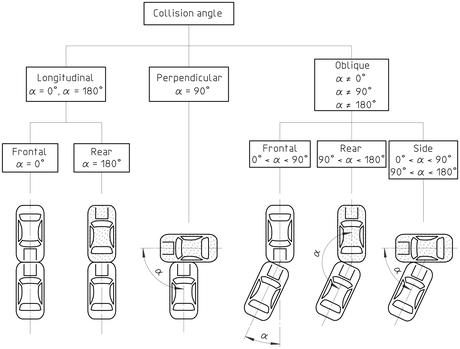 Collision angle
Longitudinal
α = 0°, α = 180°
Perpendicular
α = 90°
Oblique
α ≠ 0°
α ≠ 90°
α ≠ 180°
Frontal
α = 0°
Rear
α = 180°
Frontal
0° < α < 90°
Rear
90° < α < 180°
Side
0° < α < 90°
90° < α < 180°
α
α
α
α